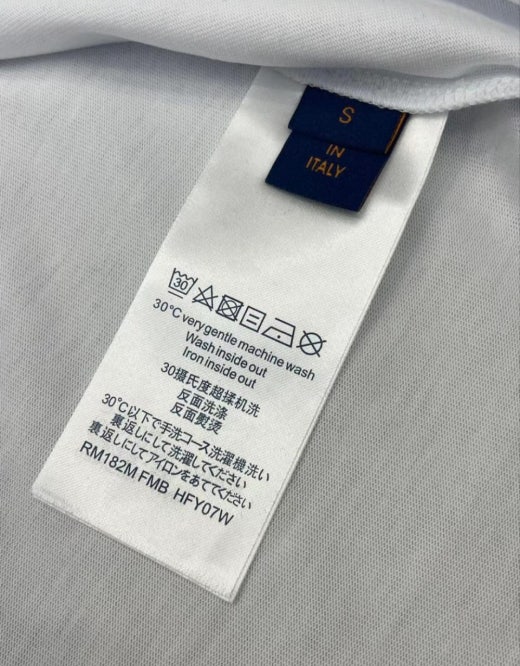 S
IN
ITALY
30
30°C very gentle machine wash
Wash inside out
Iron inside out
30摄氏度超揉机洗
反面洗涤
反面熨烫
30℃以下で手洗コース洗濯機洗い
裏返しにして洗濯してください
裏返しにしてアイロンをあててください
RM182M FMB HFY07W